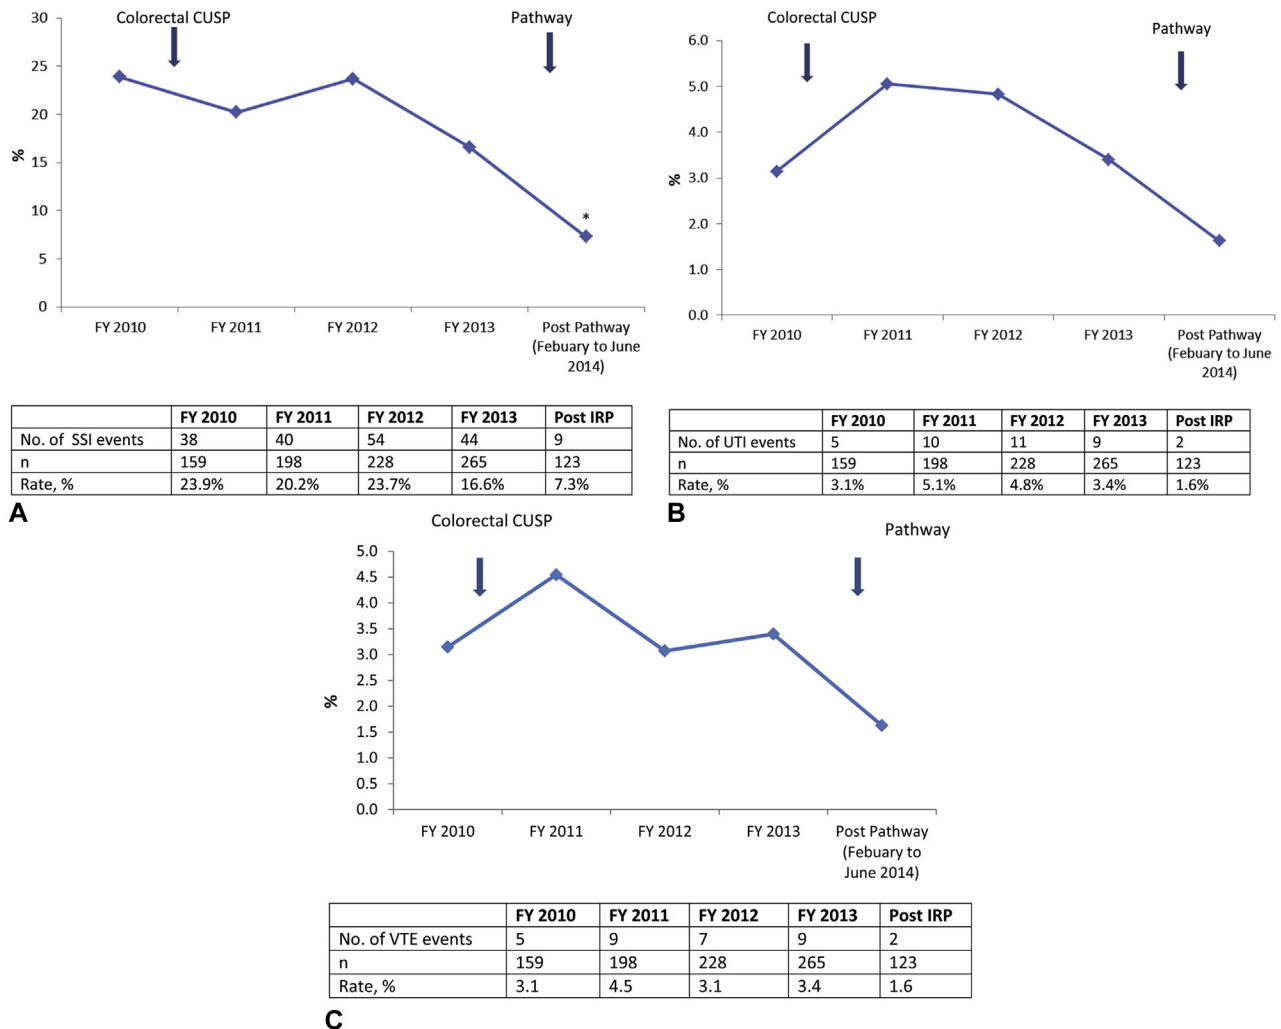 Colorectal CUSP
Pathway
30
25
20
15
10
5
0
%
*
FY 2010 FY 2011 FY 2012 FY 2013 Post Pathway
(Febuary to June
2014)
FY 2010 FY 2011 FY 2012 FY 2013 Post IRP
No. of SSI events 38 40 54 44 9
n 159 198 228 265 123
Rate, % 23.9% 20.2% 23.7% 16.6% 7.3%
A
Colorectal CUSP
Pathway
6.0
5.0
4.0
3.0
2.0
1.0
0.0
%
FY 2010 FY 2011 FY 2012 FY 2013 Post Pathway
(Febuary to June
2014)
FY 2010 FY 2011 FY 2012 FY 2013 Post IRP
No. of UTI events 5 10 11 9 2
n 159 198 228 265 123
Rate, % 3.1% 5.1% 4.8% 3.4% 1.6%
B
Colorectal CUSP
Pathway
5.0
4.5
4.0
3.5
3.0
2.5
2.0
1.5
1.0
0.5
0.0
%
FY 2010 FY 2011 FY 2012 FY 2013 Post Pathway
(Febuary to
June 2014)
FY 2010 FY 2011 FY 2012 FY 2013 Post IRP
No. of VTE events 5 9 7 9 2
n 159 198 228 265 123
Rate, % 3.1 4.5 3.1 3.4 1.6
C